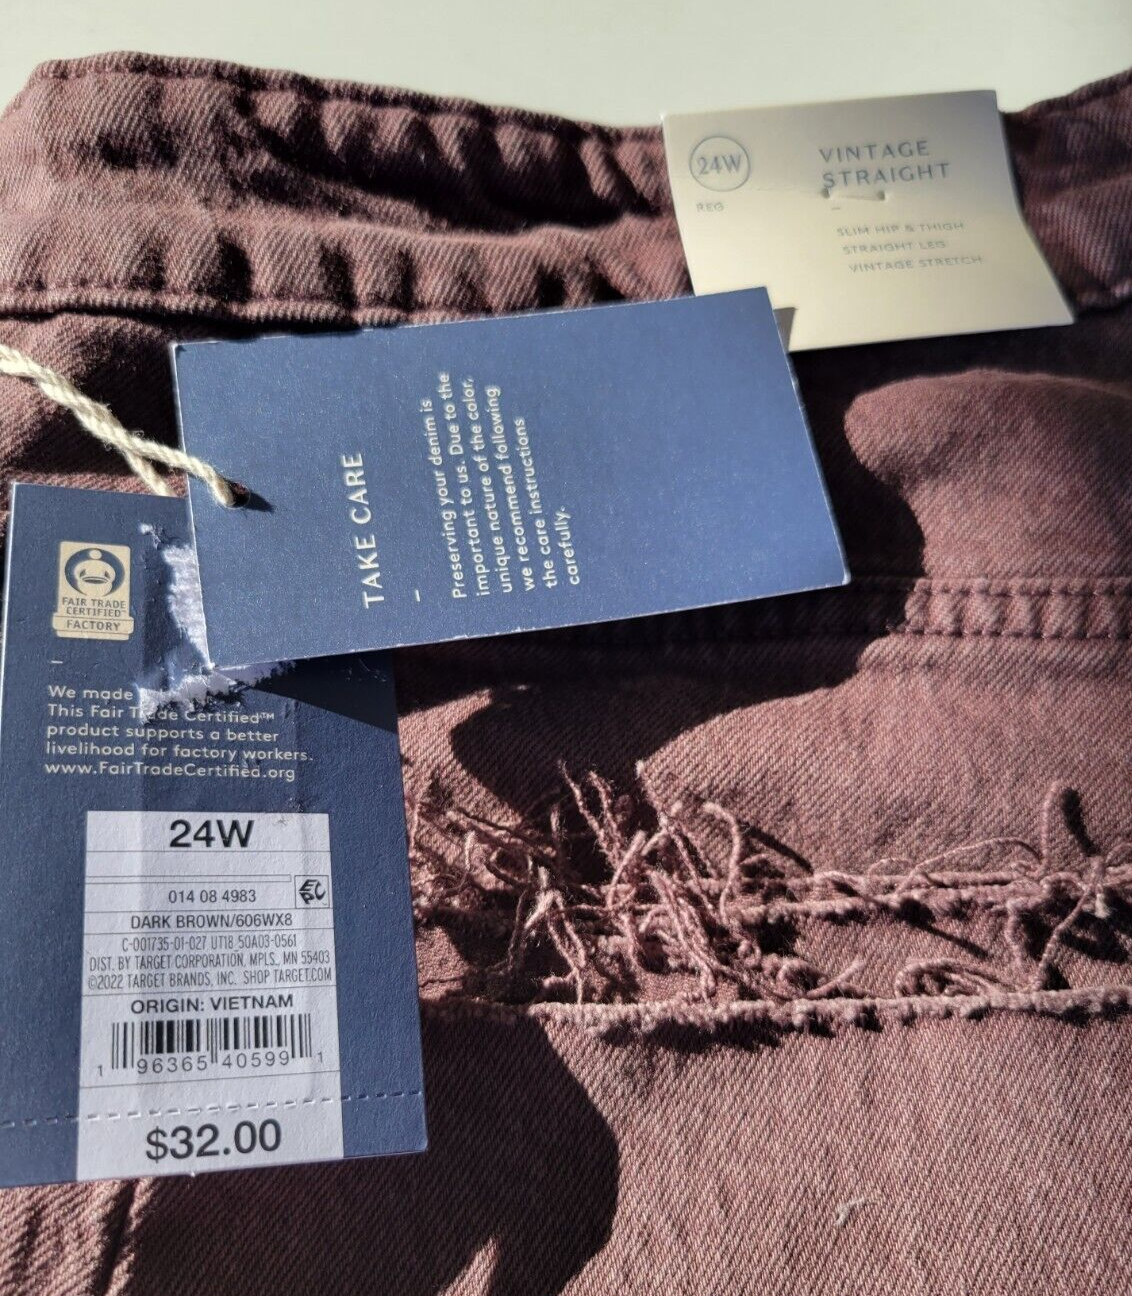 24W
REG
VINTAGE
STRAIGHT
SLIM HIP & THIGH
STRAIGHT LEG
VINTAGE STRETCH
TAKE CARE
Preserving your denim is
important to us. Due to the
unique nature of the color,
we recommend following
the care instructions
carefully.
FAIR TRADE
CERTIFIED™
FACTORY
We made
This Fair Trade Certified™
product supports a better
livelihood for factory workers.
www.FairTradeCertified.org
24W
014 08 4983
DARK BROWN/606WX8
C-001735-01-027 UT18 50A03-0561
DIST. BY TARGET CORPORATION, MPLS., MN 55403
©2022 TARGET BRANDS, INC. SHOP TARGET.COM
ORIGIN: VIETNAM
1 96365 40599 1
$32.00